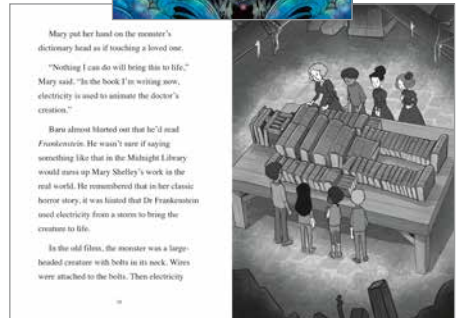 Mary put her hand on the monster's
dictionary head as if touching a loved one.
"Nothing I can do will bring this to life,"
Mary said. "In the book I'm writing now,
electricity is used to animate the doctor's
creation."
Baru almost blurted out that he'd read
Frankenstein. He wasn't sure if saying
something like that in the Midnight Library
would mess up Mary Shelley's work in the
real world. He remembered that in her classic
horror story, it was hinted that Dr Frankenstein
used electricity from a storm to bring the
creature to life.
In the old films, the monster was a large-
headed creature with bolts in its neck. Wires
were attached to the bolts. Then electricity